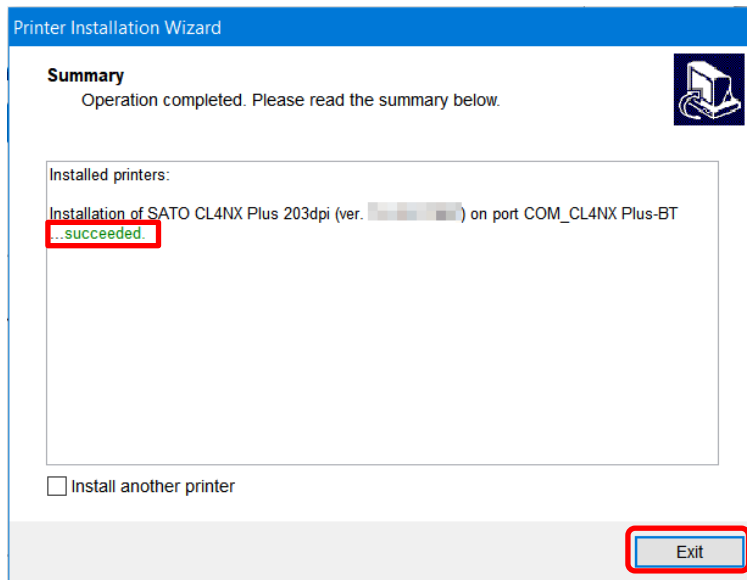 Printer Installation Wizard
Summary
Operation completed. Please read the summary below.
Installed printers:
Installation of SATO CL4NX Plus 203dpi (ver. ) on port COM_CL4NX Plus-BT
...succeeded.
Install another printer
Exit